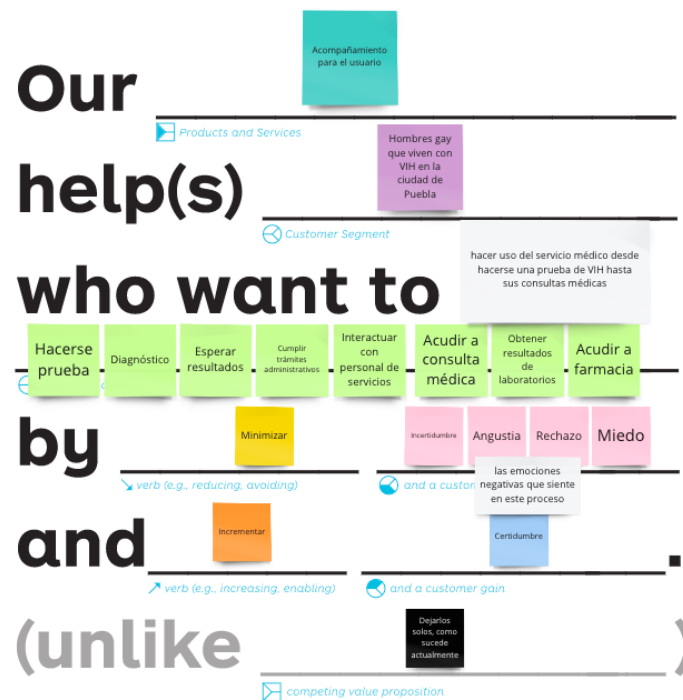 Acompañamiento
para el usuario
Our
Products and Services
Hombres gay
que viven con
VIH en la
ciudad de
Puebla
help(s)
Customer Segment
hacer uso del servicio médico desde
hacerse una prueba de VIH hasta
sus consultas médicas
who want to
Hacerse
prueba
Diagnóstico
Esperar
resultados
Cumplir
trámites
administrativos
Interactuar
con
personal de
servicios
Acudir a
consulta
médica
Obtener
resultados
de
laboratorios
Acudir a
farmacia
by
Minimizar
Incertidumbre
Angustia
Rechazo
Miedo
verb (e.g., reducing, avoiding)
and a
las emociones
negativas que siente
en este proceso
and
Incrementar
Certidumbre
.
verb (e.g., increasing, enabling)
and a customer gain
(unlike
Dejarlos
solos, como
sucede
actualmente
)
competing value proposition